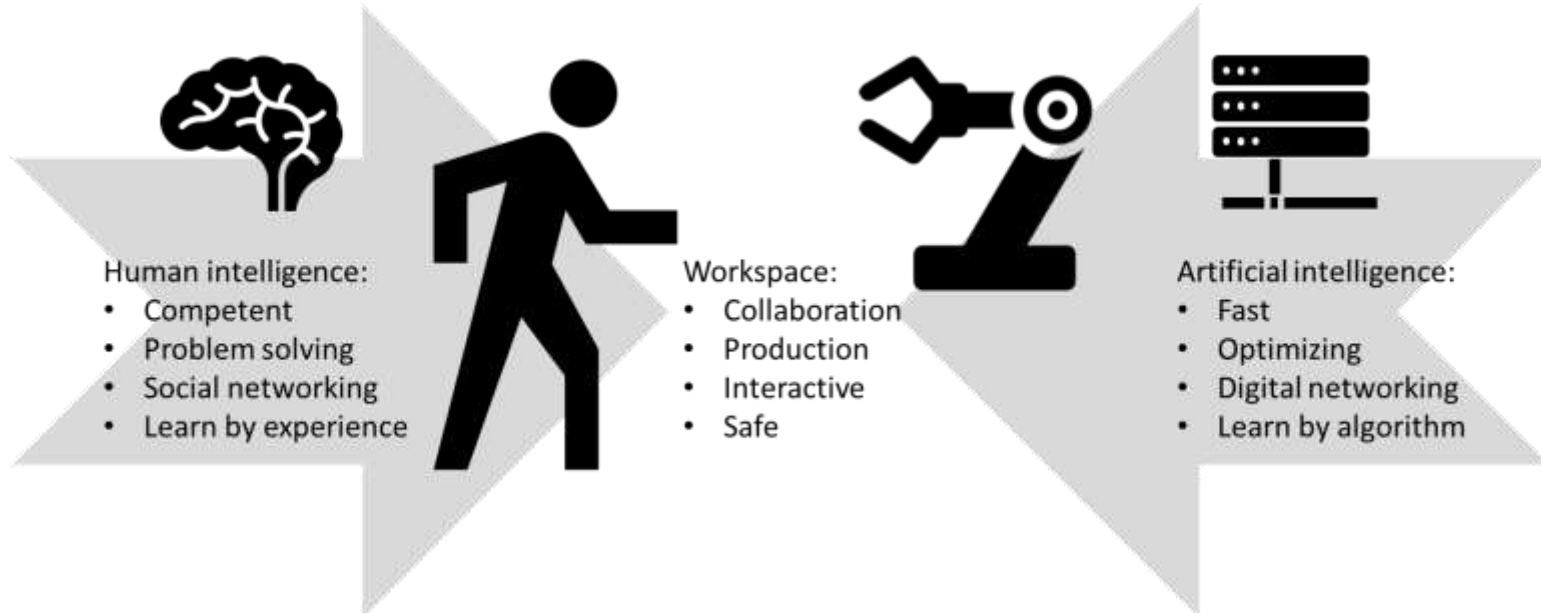 Human intelligence:
• Competent
• Problem solving
• Social networking
• Learn by experience
Workspace:
• Collaboration
• Production
• Interactive
• Safe
Artificial intelligence:
• Fast
• Optimizing
• Digital networking
• Learn by algorithm